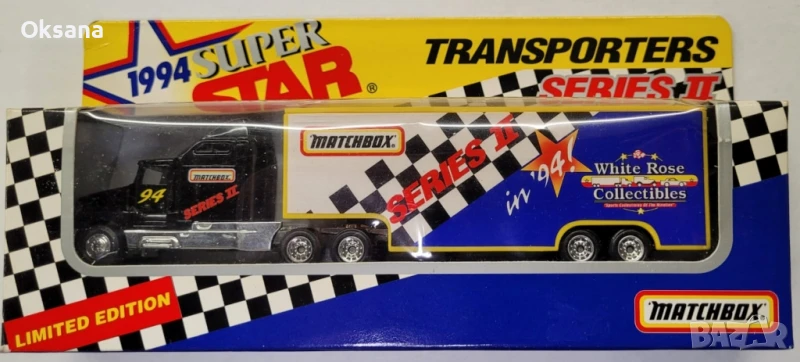 Oksana
1994 SUPER STAR®
TRANSPORTERS
SERIES II
MATCHBOX
SERIES II
94
MATCHBOX®
SERIES II
in '94!
White Rose
Collectibles
LIMITED EDITION
MATCHBOX®
BAZAR